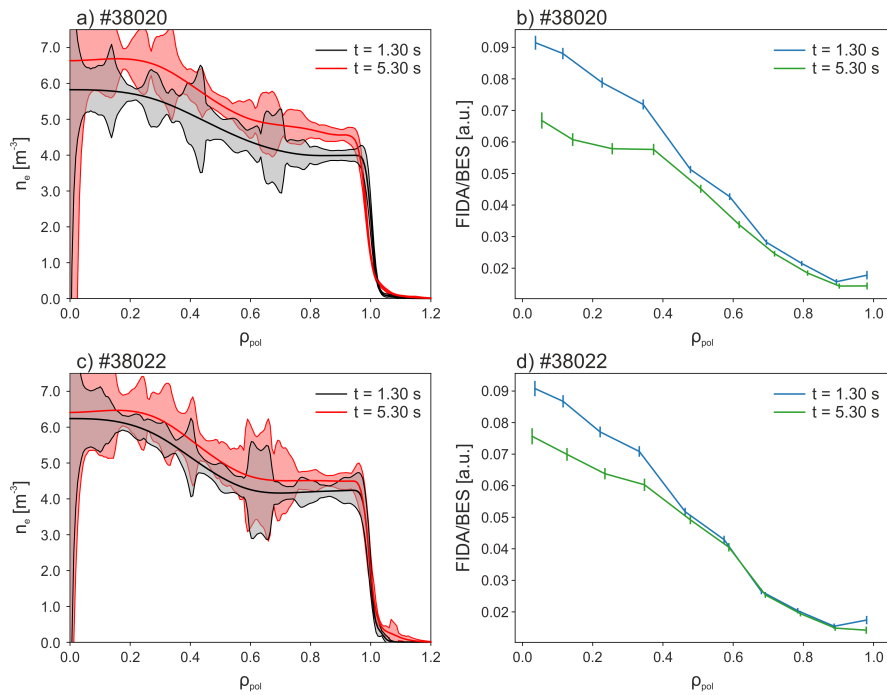 a) #38020
7.0
6.0
5.0
4.0
3.0
2.0
1.0
0.0
n_e [m⁻³]
t = 1.30 s
t = 5.30 s
0.0 0.2 0.4 0.6 0.8 1.0 1.2
ρ_pol
b) #38020
0.09
0.08
0.07
0.06
0.05
0.04
0.03
0.02
FIDA/BES [a.u.]
t = 1.30 s
t = 5.30 s
0.0 0.2 0.4 0.6 0.8 1.0
ρ_pol
c) #38022
7.0
6.0
5.0
4.0
3.0
2.0
1.0
0.0
n_e [m⁻³]
t = 1.30 s
t = 5.30 s
0.0 0.2 0.4 0.6 0.8 1.0 1.2
ρ_pol
d) #38022
0.09
0.08
0.07
0.06
0.05
0.04
0.03
0.02
FIDA/BES [a.u.]
t = 1.30 s
t = 5.30 s
0.0 0.2 0.4 0.6 0.8 1.0
ρ_pol